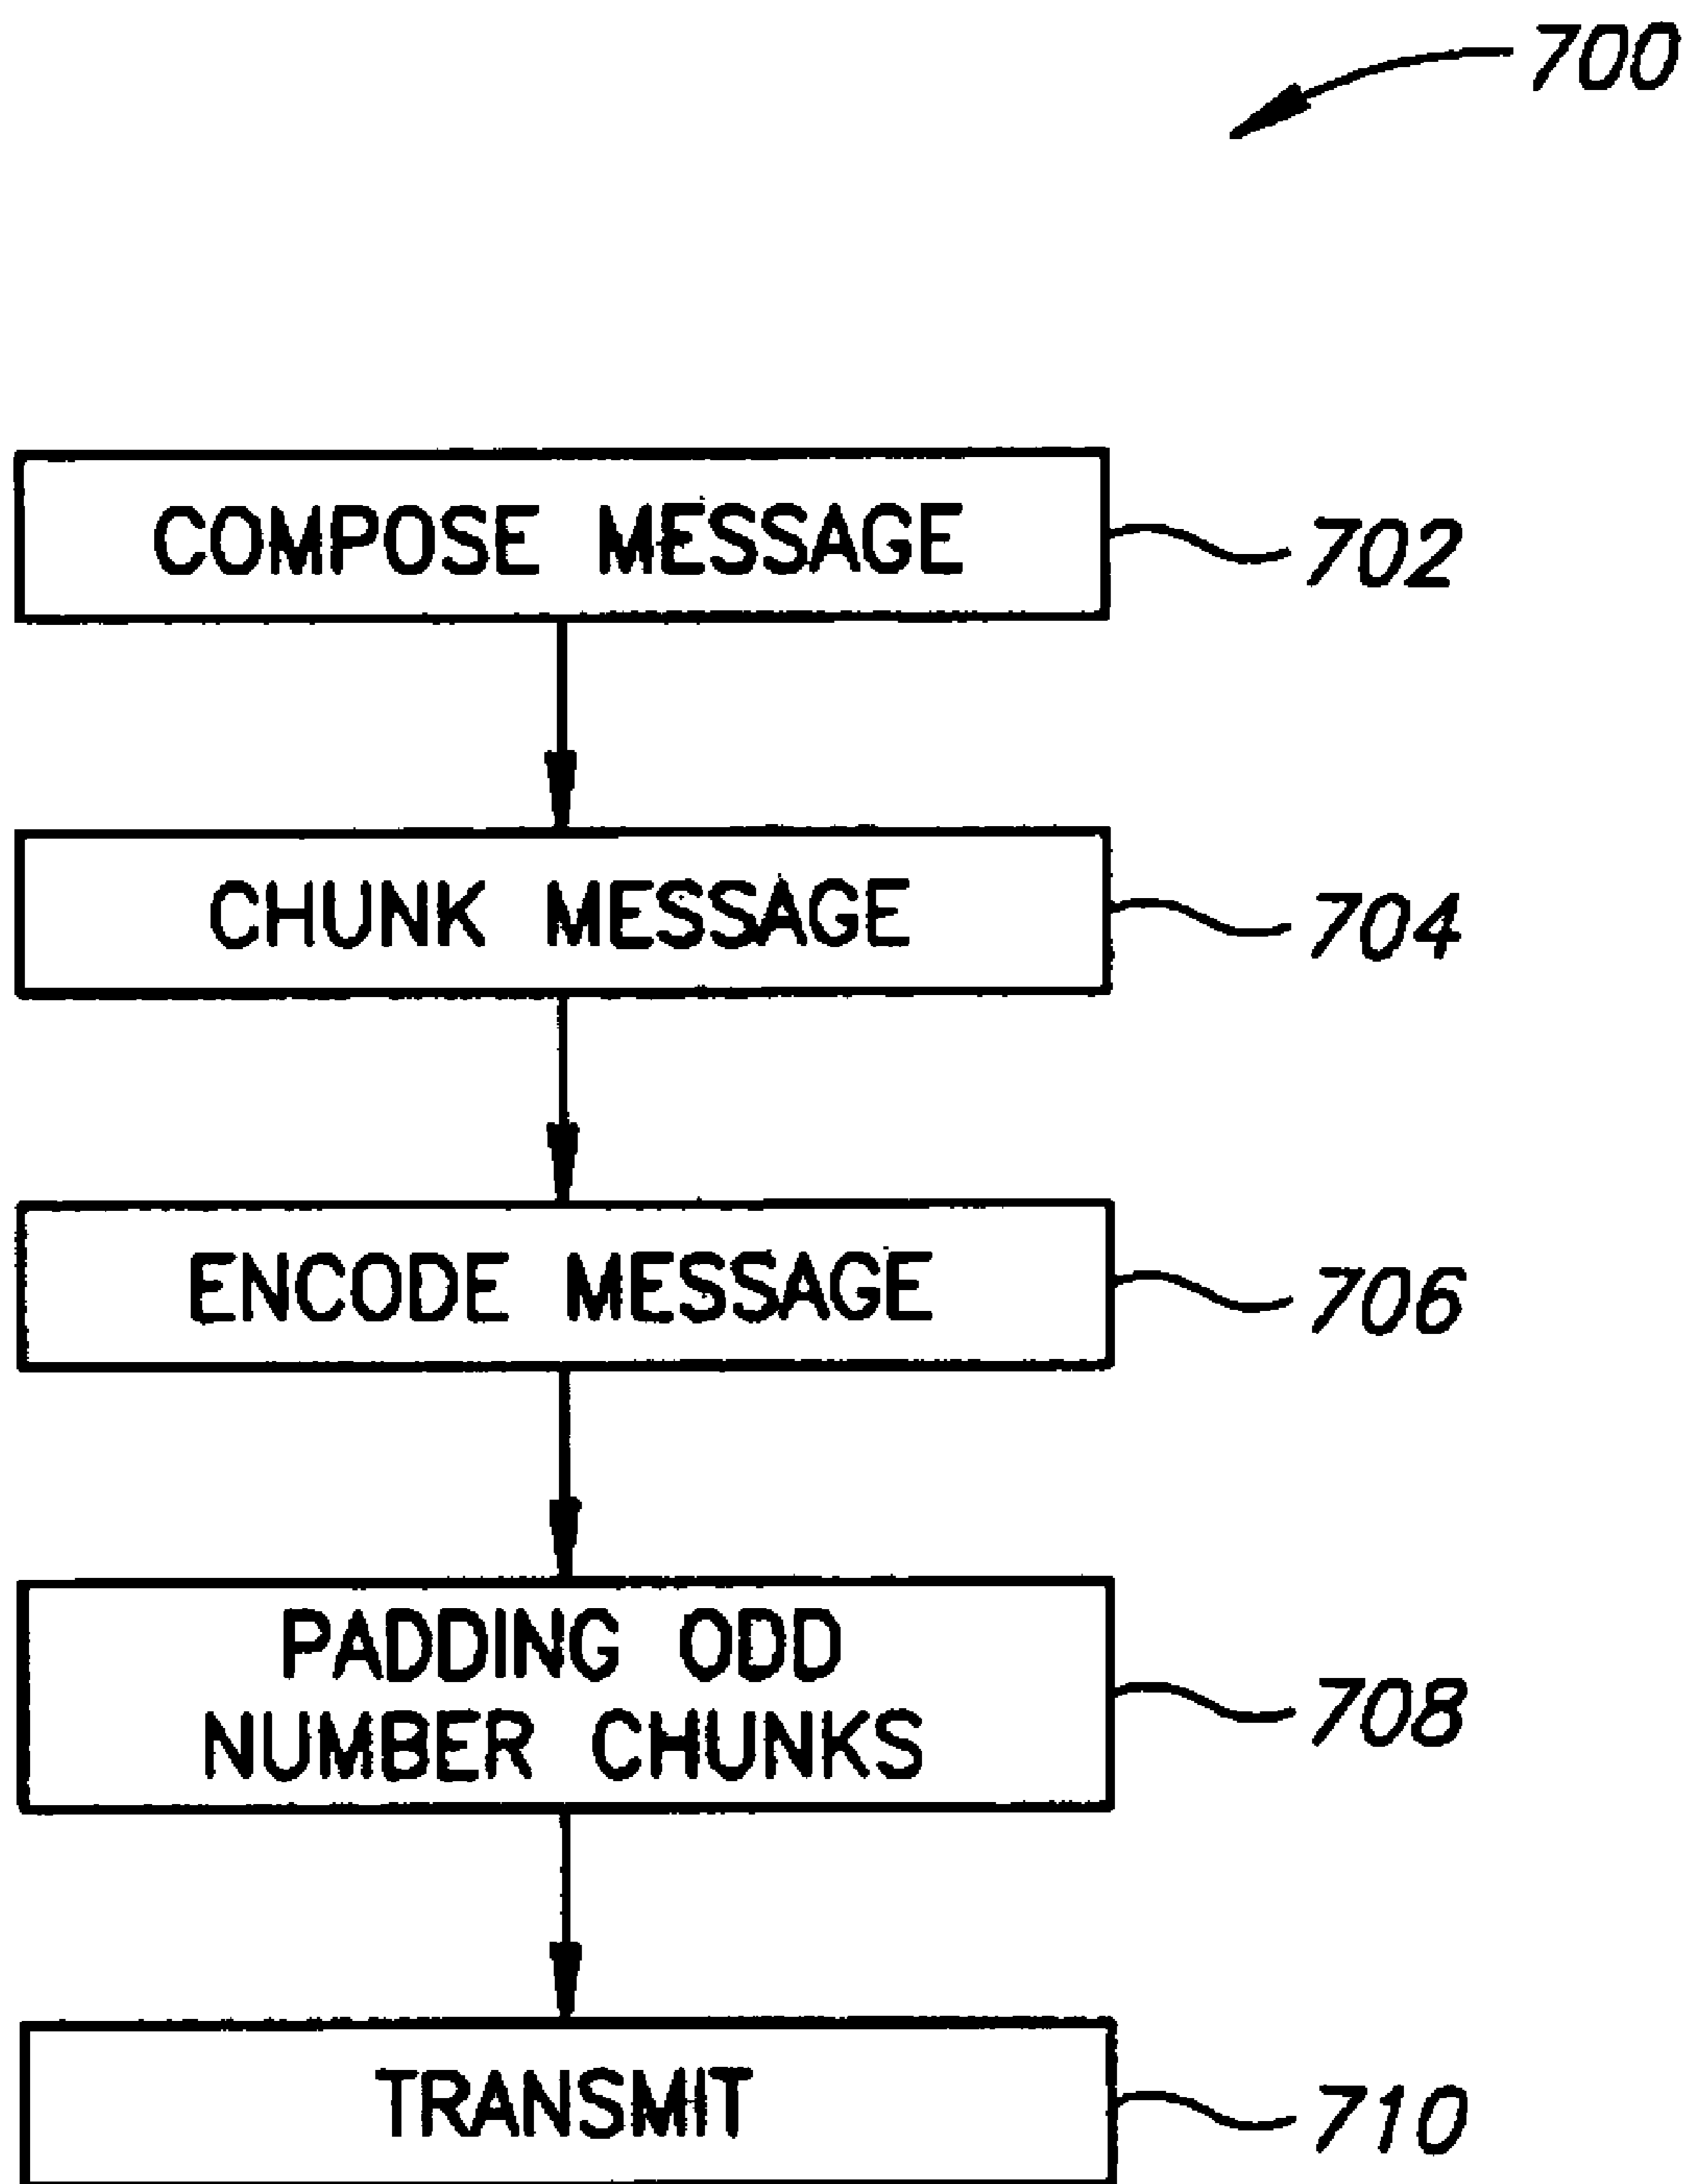 700
COMPOSE MESSAGE
702
CHUNK MESSAGE
704
ENCODE MESSAGE
706
PADDING ODD
NUMBER CHUNKS
708
TRANSMIT
710